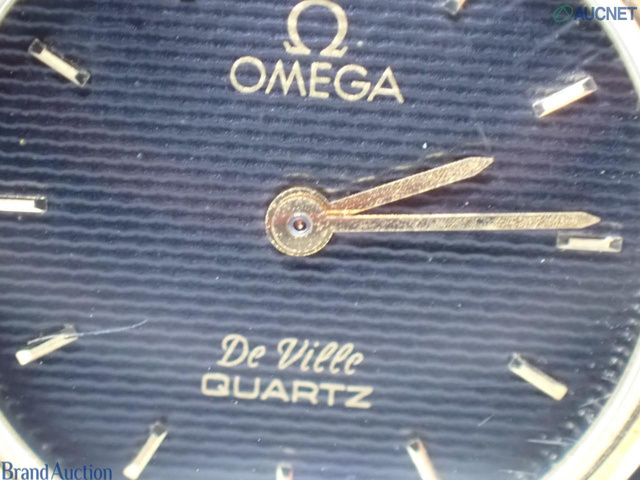 AUCNET
Ω
OMEGA
De Ville
QUARTZ
Brand Auction